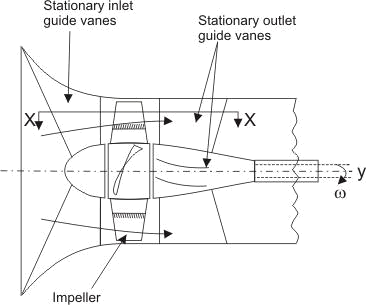 Stationary inlet
guide vanes
Stationary outlet
guide vanes
X
X
y
ω
Impeller